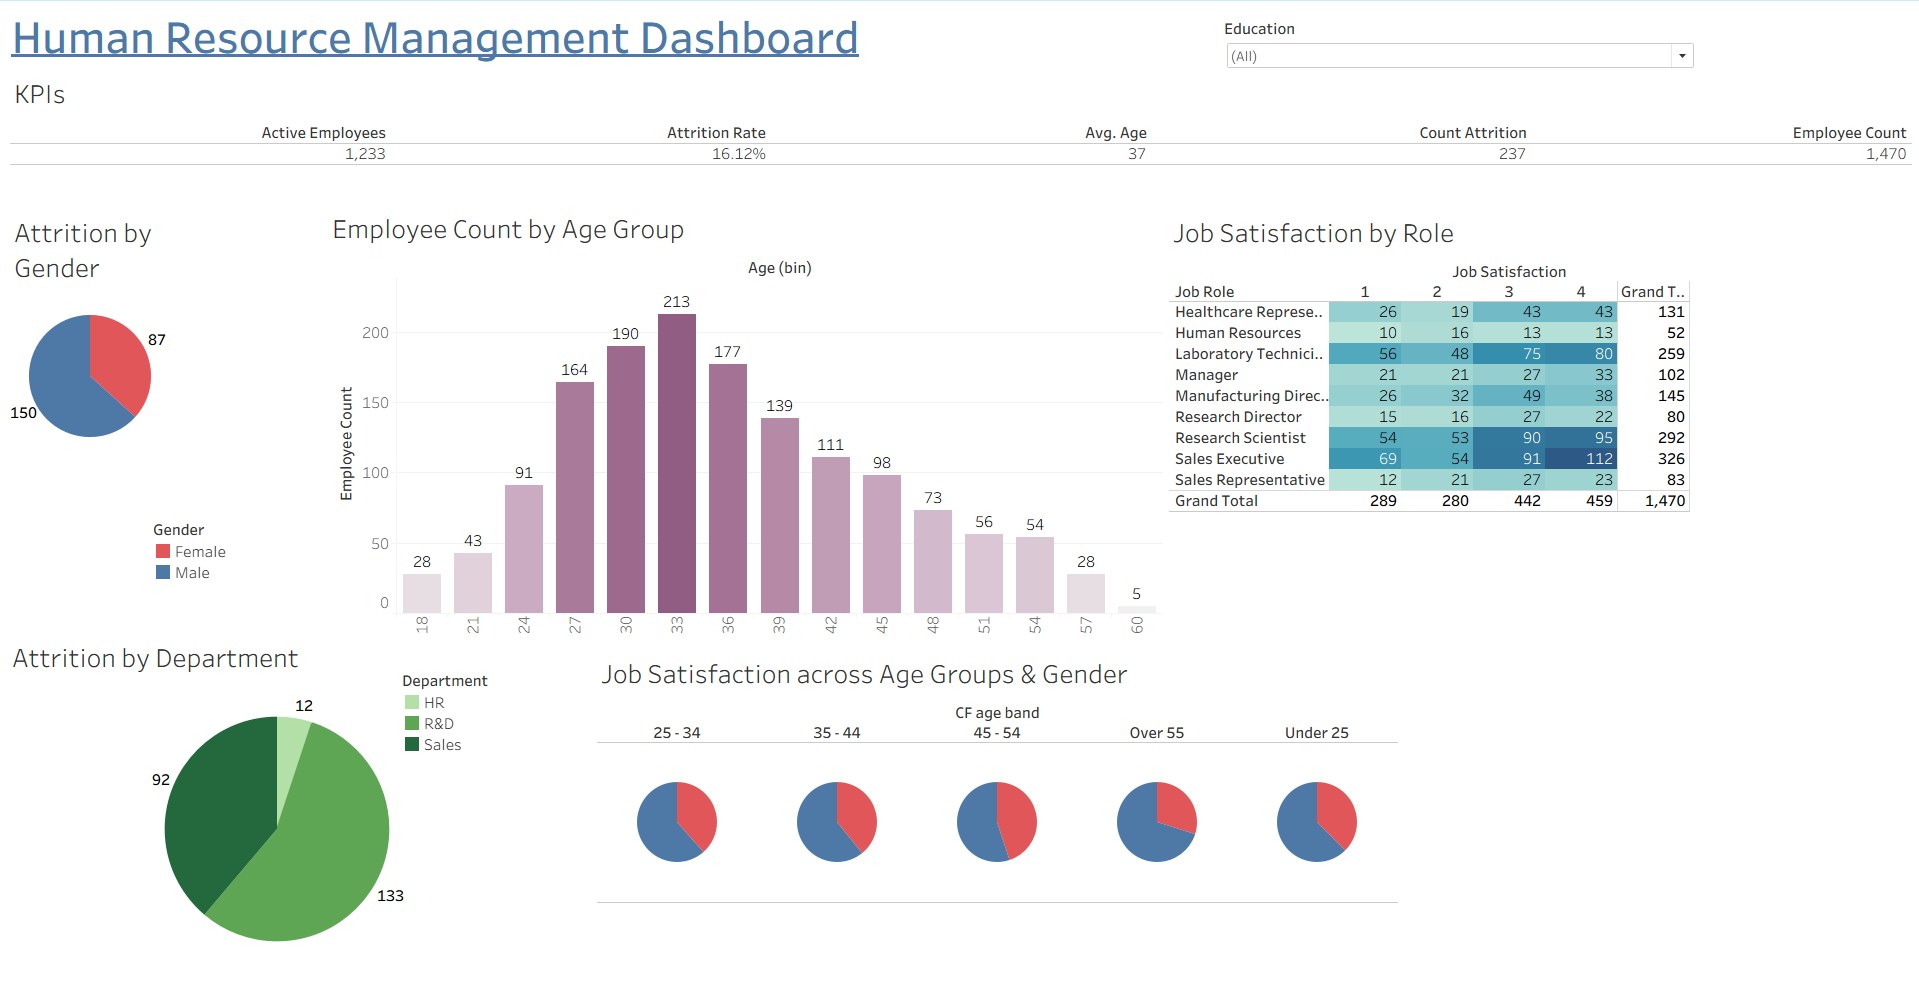 Human Resource Management Dashboard
Education
(All)
KPIs
Active Employees Attrition Rate Avg. Age Count Attrition Employee Count
1,233 16.12% 37 237 1,470
Attrition by
Gender
87
150
Gender
Female
Male
Employee Count by Age Group
Age (bin)
Employee Count
200
150
100
50
0
28 43 91 164 190 213 177 139 111 98 73 56 54 28 5
18 21 24 27 30 33 36 39 42 45 48 51 54 57 60
Job Satisfaction by Role
Job Satisfaction
Job Role 1 2 3 4 Grand T..
Healthcare Represe.. 26 19 43 43 131
Human Resources 10 16 13 13 52
Laboratory Technici.. 56 48 75 80 259
Manager 21 21 27 33 102
Manufacturing Direc.. 26 32 49 38 145
Research Director 15 16 27 22 80
Research Scientist 54 53 90 95 292
Sales Executive 69 54 91 112 326
Sales Representative 12 21 27 23 83
Grand Total 289 280 442 459 1,470
Attrition by Department
12
92
133
Department
HR
R&D
Sales
Job Satisfaction across Age Groups & Gender
CF age band
25 - 34 35 - 44 45 - 54 Over 55 Under 25